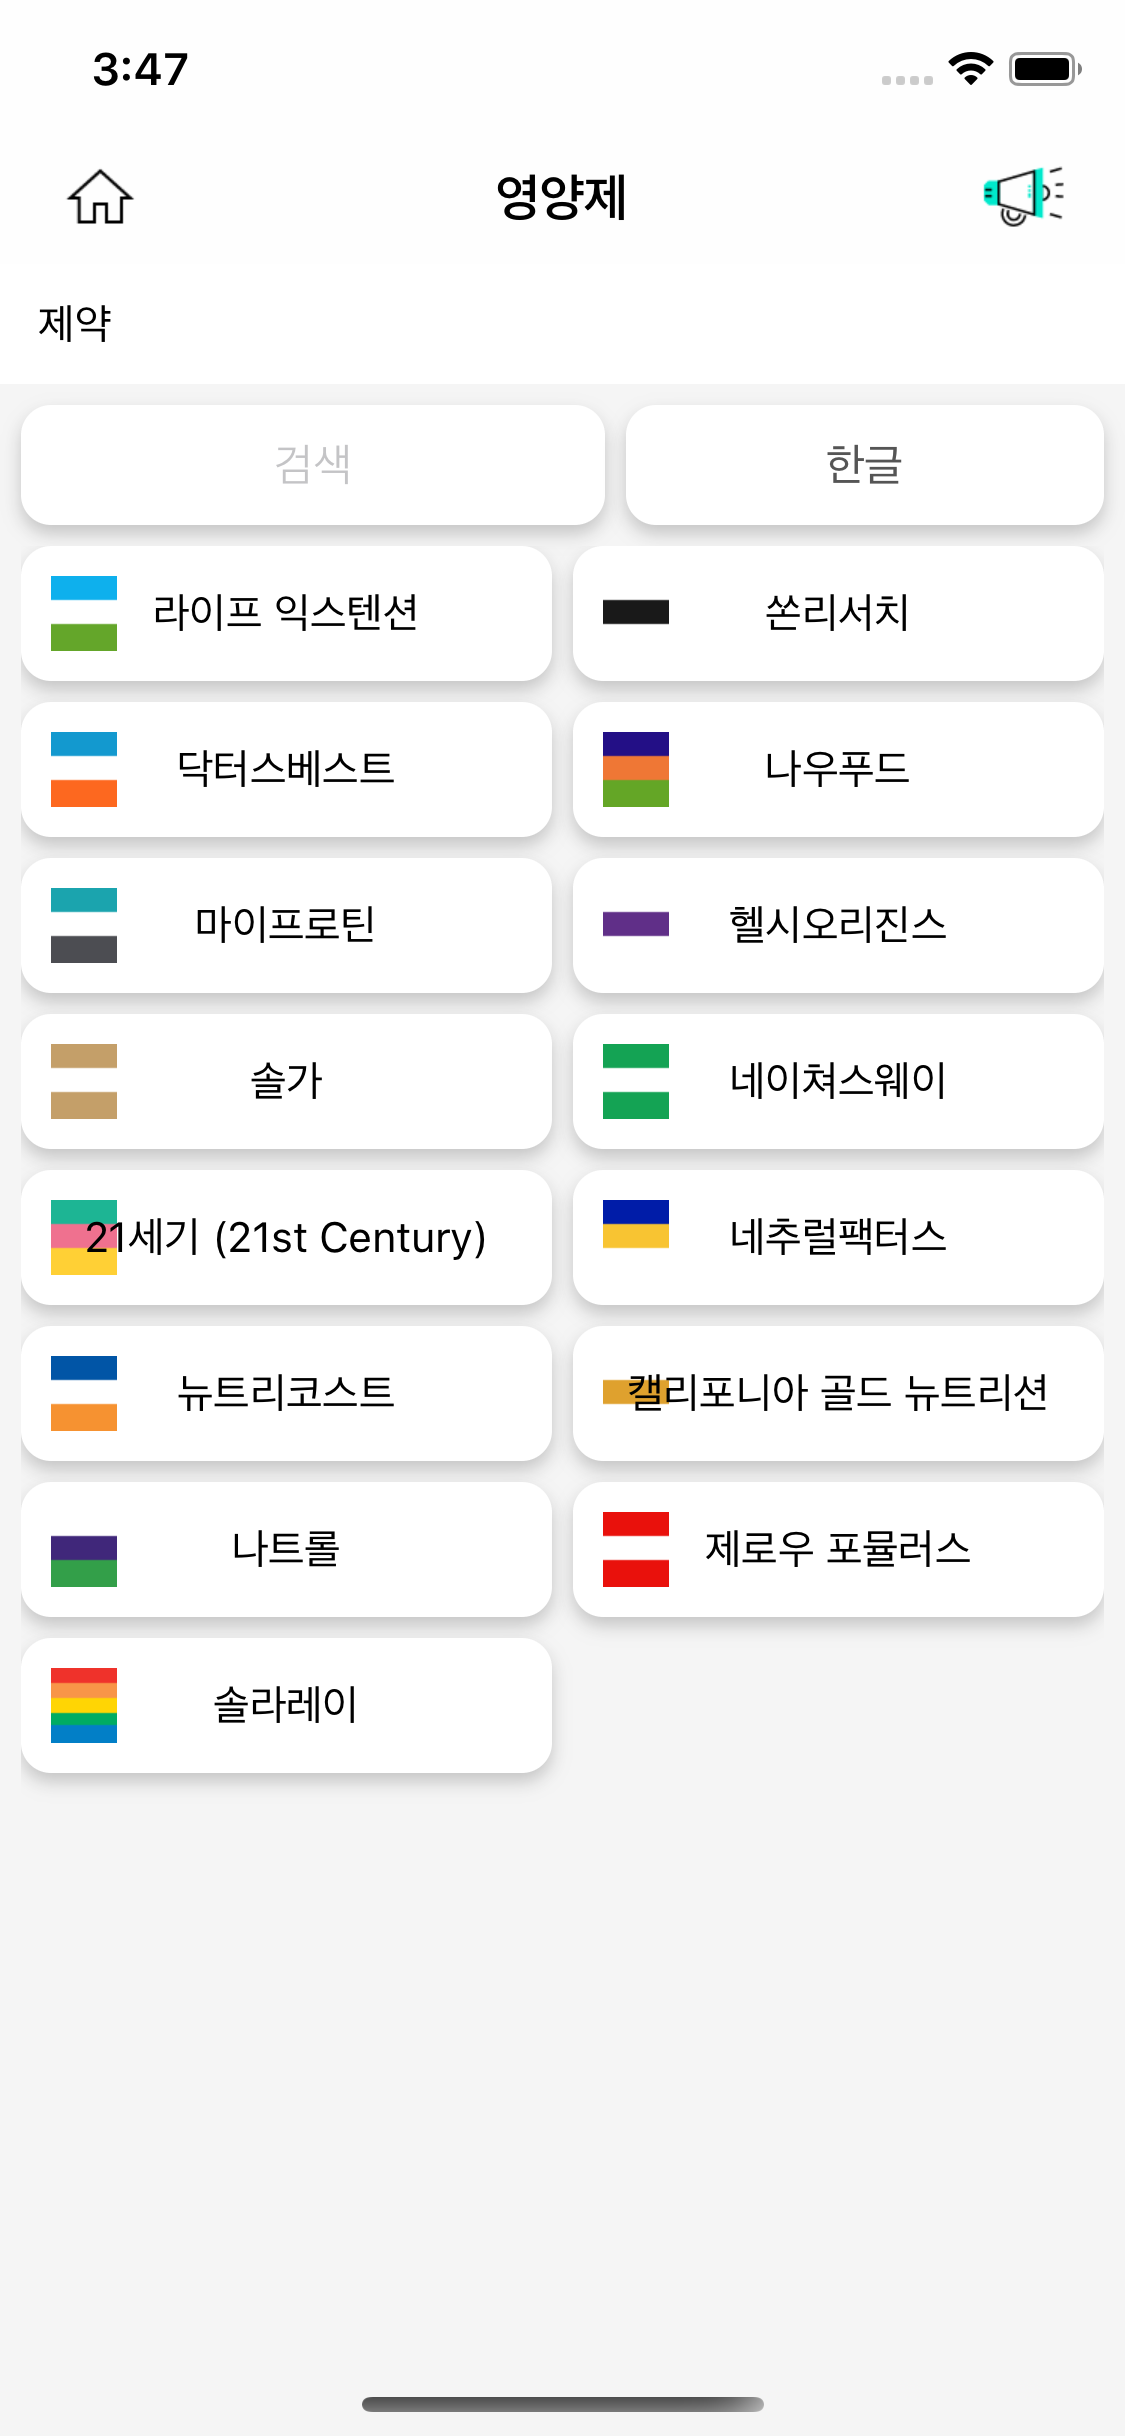 3:47
영양제
제약
검색
한글
라이프 익스텐션
쏜리서치
닥터스베스트
나우푸드
마이프로틴
헬시오리진스
솔가
네이쳐스웨이
21세기 (21st Century)
네추럴팩터스
뉴트리코스트
캘리포니아 골드 뉴트리션
나트롤
제로우 포뮬러스
솔라레이